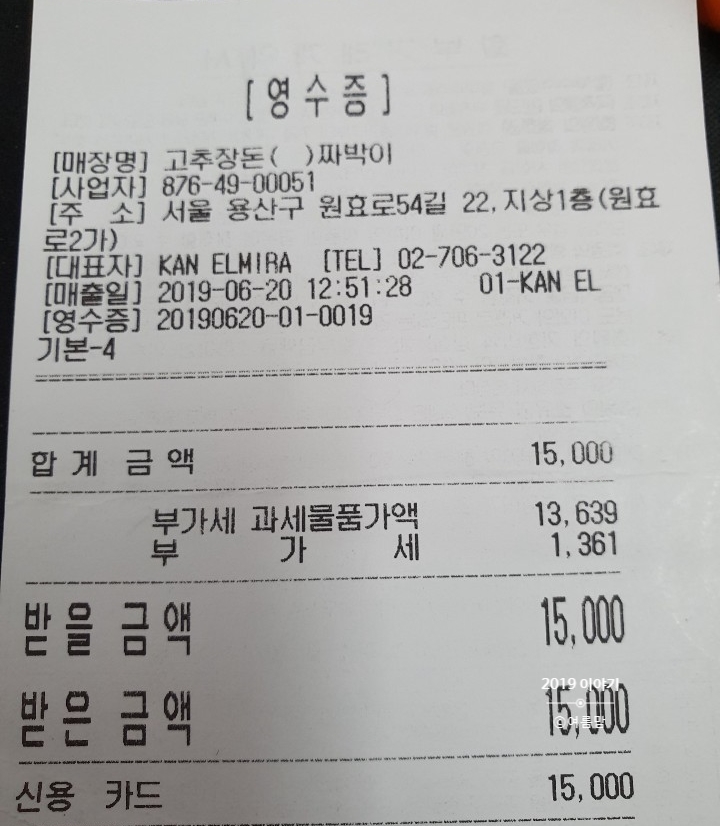 [영수증]
[매장명] 고추장돈( )짜박이
[사업자] 876-49-00051
[주 소] 서울 용산구 원효로54길 22,지상1층(원효
로2가)
[대표자] KAN ELMIRA [TEL] 02-706-3122
[매출일] 2019-06-20 12:51:28 01-KAN EL
[영수증] 20190620-01-0019
기본-4
합 계 금 액 15,000
부가세 과세물품가액 13,639
부 가 세 1,361
받 을 금 액 15,000
2019 이야기
받 은 금 액 15,000
신용 카드 15,000